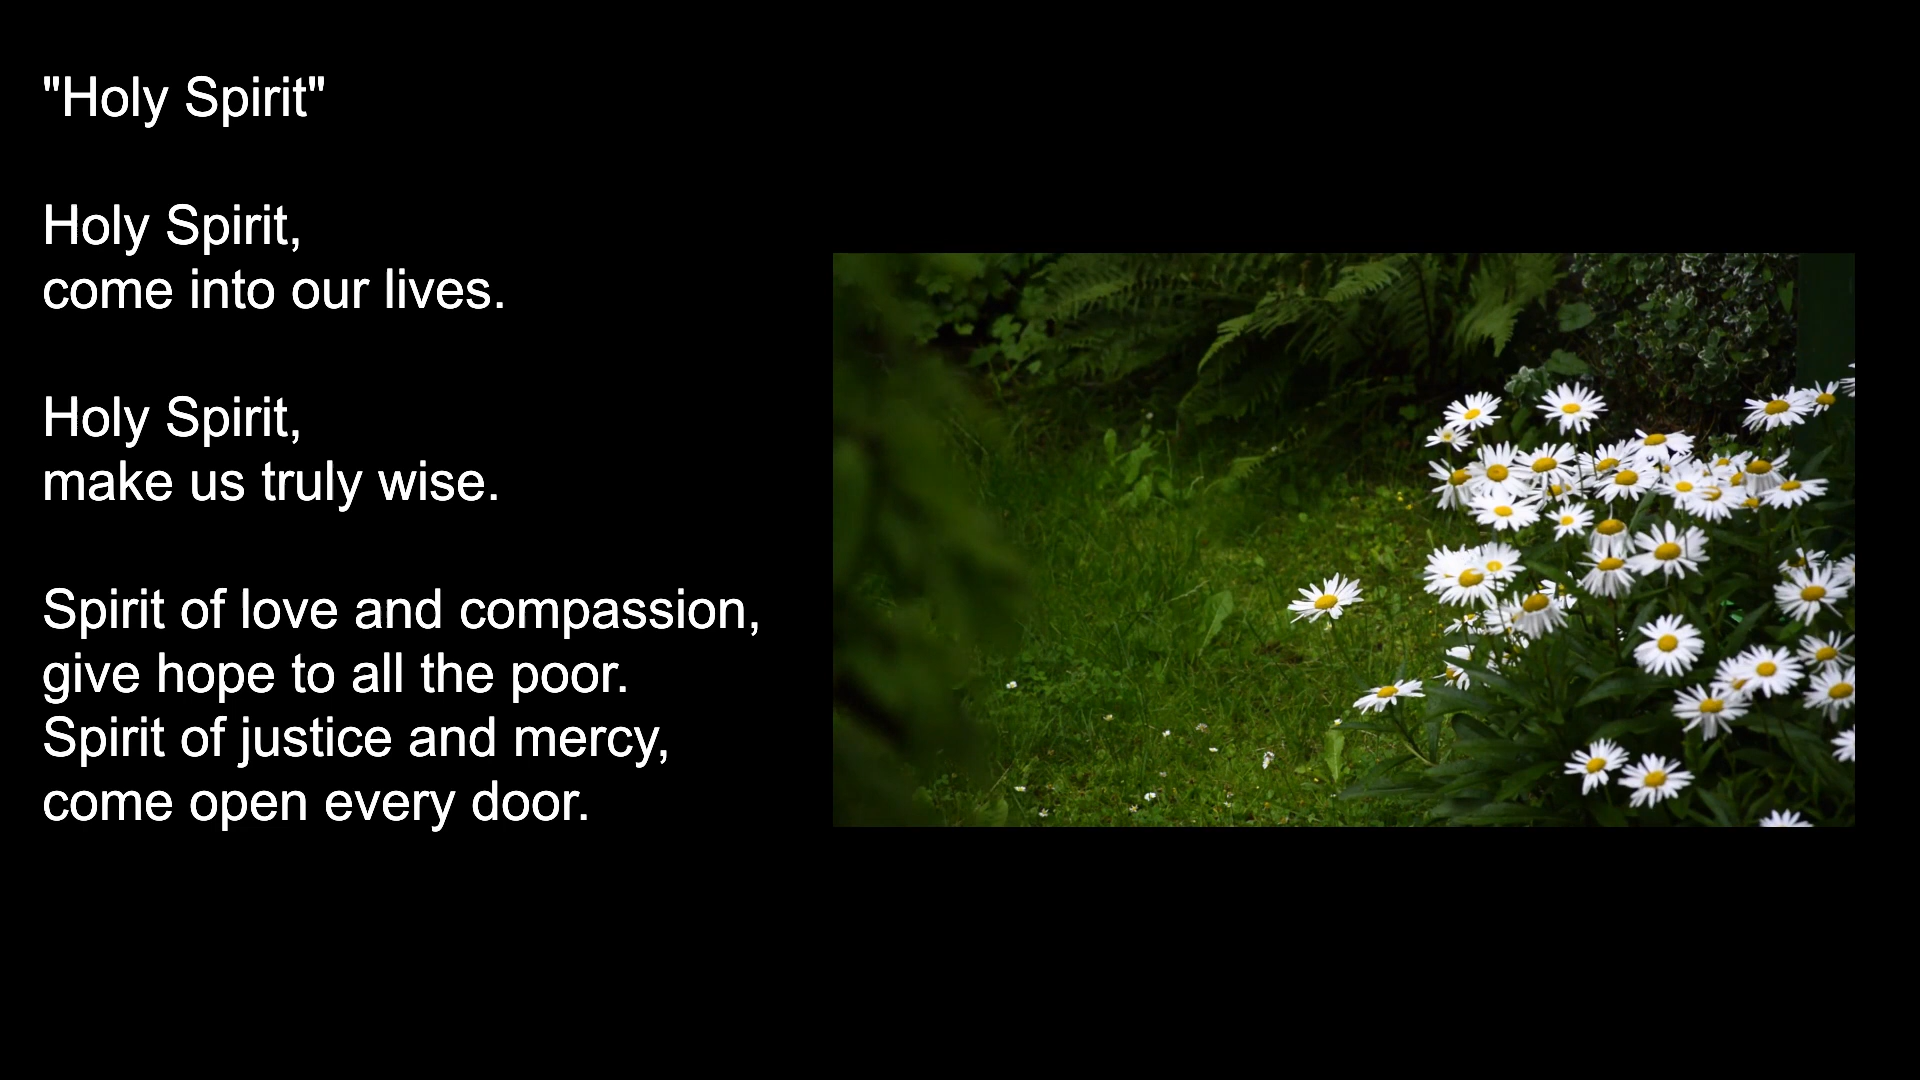 "Holy Spirit"
Holy Spirit,
come into our lives.
Holy Spirit,
make us truly wise.
Spirit of love and compassion,
give hope to all the poor.
Spirit of justice and mercy,
come open every door.